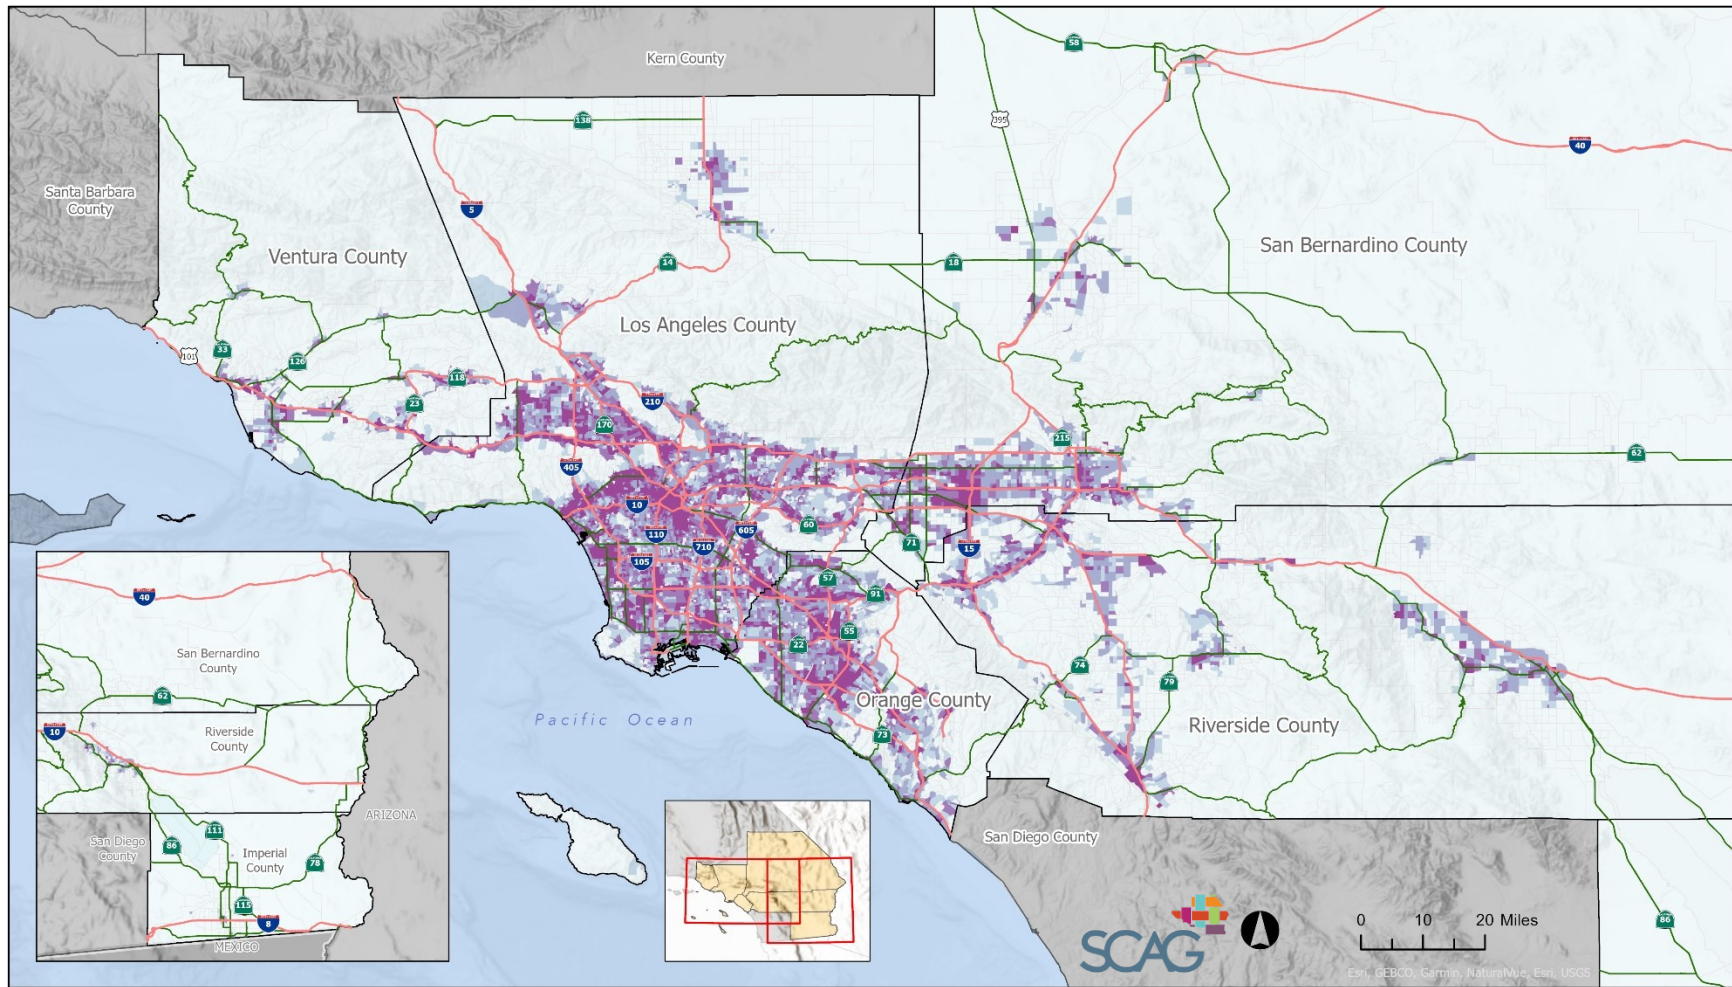 Kern County
58
395
138
40
Santa Barbara
County
5
Ventura County
San Bernardino County
14
18
Los Angeles County
101
33
126
118
23
210
170
215
62
405
10
60
605
110
710
105
71
15
57
91
22
55
74
79
Orange County
Riverside County
73
Pacific Ocean
40
San Bernardino
County
62
10
Riverside
County
ARIZONA
San Diego
County
111
86
Imperial
County
78
115
8
MEXICO
San Diego County
SCAG
0 10 20 Miles
86
Esri, GEBCO, Garmin, NaturalVue, Esri, USGS